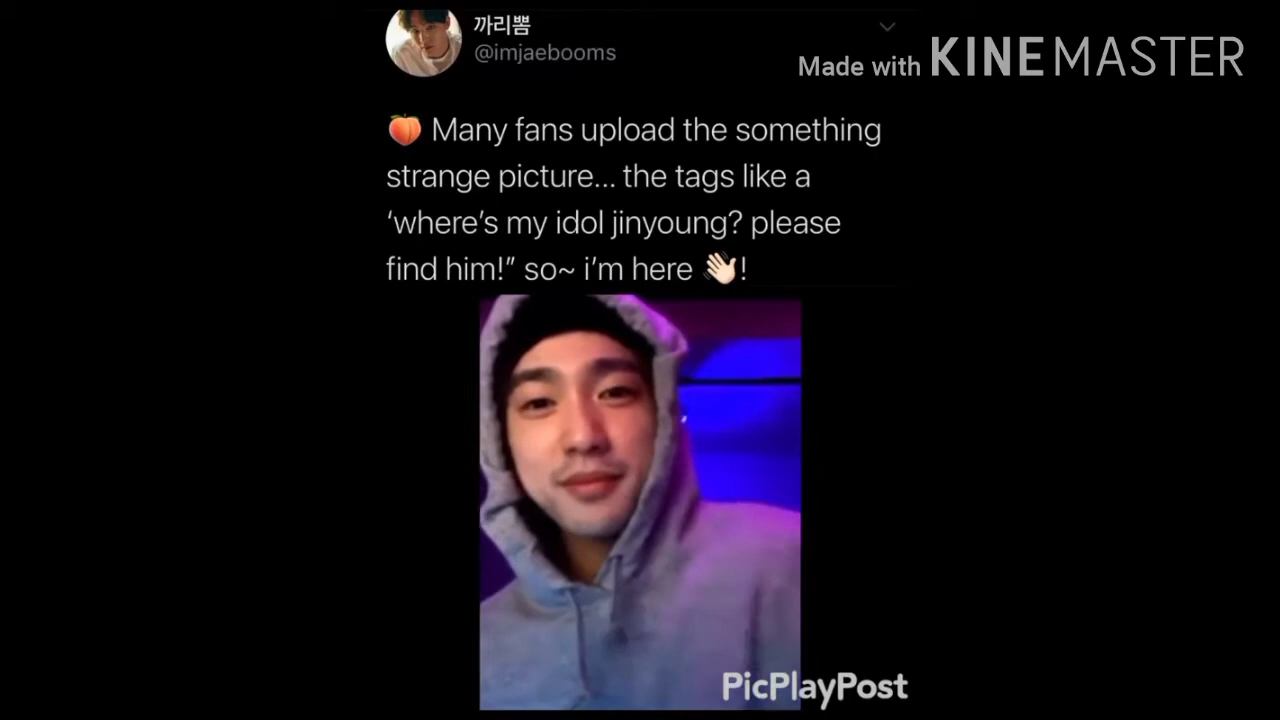 까리뽐
@imjaebooms
Made with KINEMASTER
🍑 Many fans upload the something
strange picture... the tags like a
‘where’s my idol jinyoung? please
find him!” so~ i’m here 👋🏻!
PicPlayPost